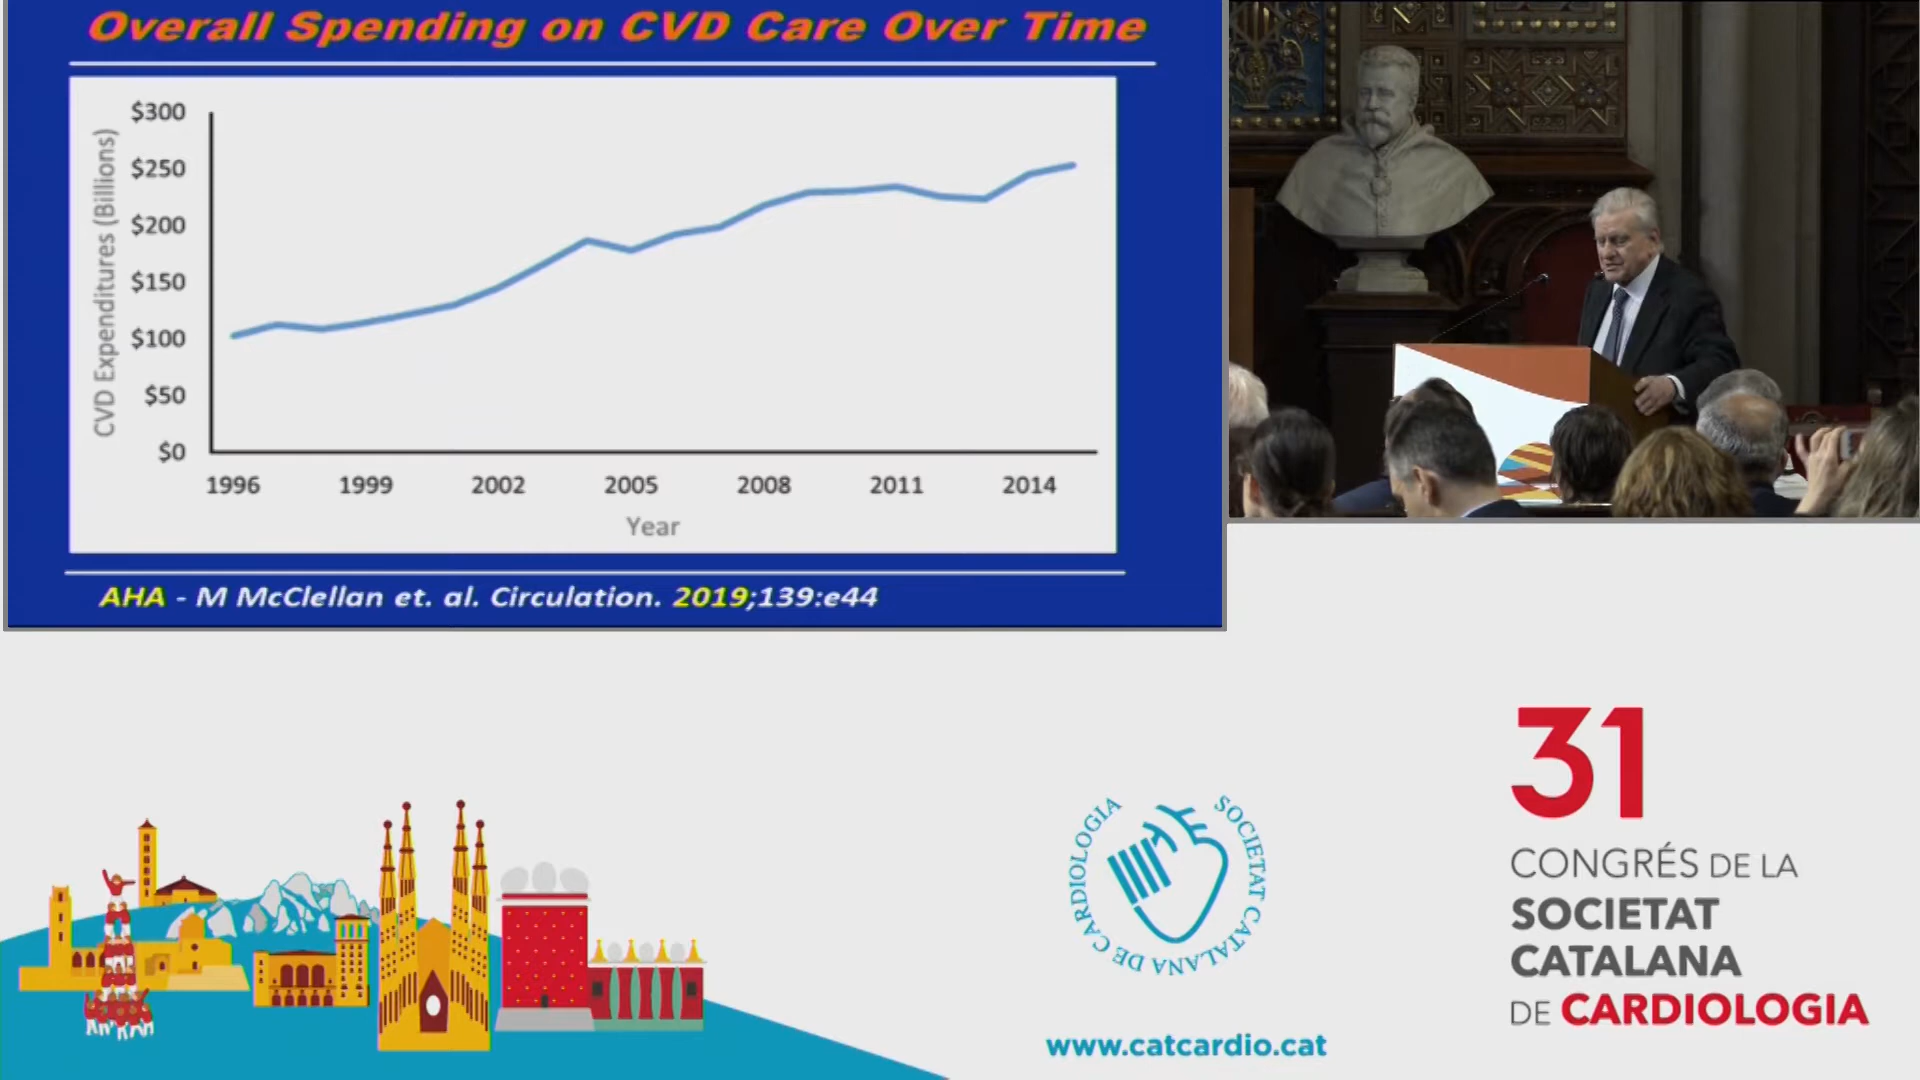 Overall Spending on CVD Care Over Time
CVD Expenditures (Billions)
$300
$250
$200
$150
$100
$50
$0
1996 1999 2002 2005 2008 2011 2014
Year
AHA - M McClellan et. al. Circulation. 2019;139:e44
SOCIETAT CATALANA DE CARDIOLOGIA
www.catcardio.cat
31
CONGRÉS DE LA
SOCIETAT
CATALANA
DE CARDIOLOGIA